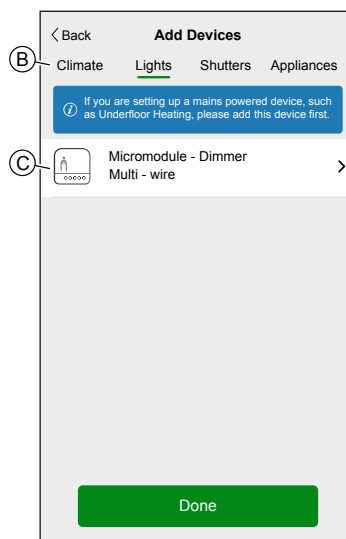 Back
Add Devices
B
Climate
Lights
Shutters
Appliances
i
If you are setting up a mains powered device, such
as Underfloor Heating, please add this device first.
C
Micromodule - Dimmer
Multi - wire
Done